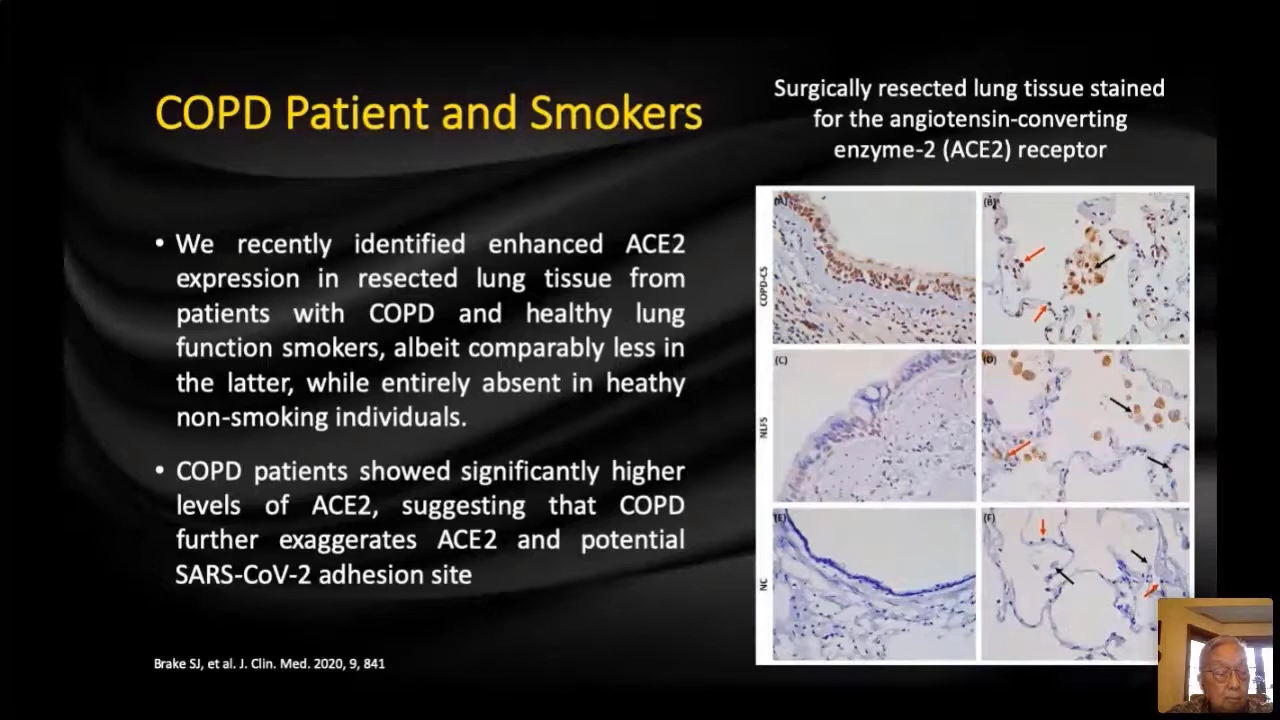 COPD Patient and Smokers
Surgically resected lung tissue stained
for the angiotensin-converting
enzyme-2 (ACE2) receptor
• We recently identified enhanced ACE2
expression in resected lung tissue from
patients with COPD and healthy lung
function smokers, albeit comparably less in
the latter, while entirely absent in heathy
non-smoking individuals.
• COPD patients showed significantly higher
levels of ACE2, suggesting that COPD
further exaggerates ACE2 and potential
SARS-CoV-2 adhesion site
Brake SJ, et al. J. Clin. Med. 2020, 9, 841
COPD-CS
(A)
(B)
NLFS
(C)
(D)
NC
(E)
(F)